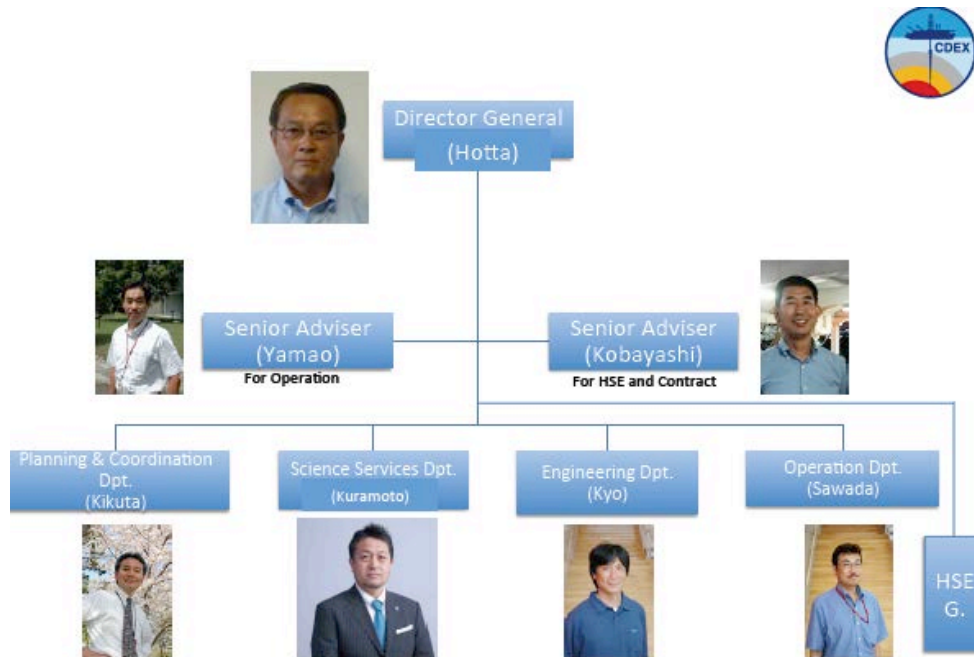 CDEX
Director General
(Hotta)
Senior Adviser
(Yamao)
For Operation
Senior Adviser
(Kobayashi)
For HSE and Contract
Planning & Coordination
Dpt.
(Kikuta)
Science Services Dpt.
(Kuramoto)
Engineering Dpt.
(Kyo)
Operation Dpt.
(Sawada)
HSE
G.